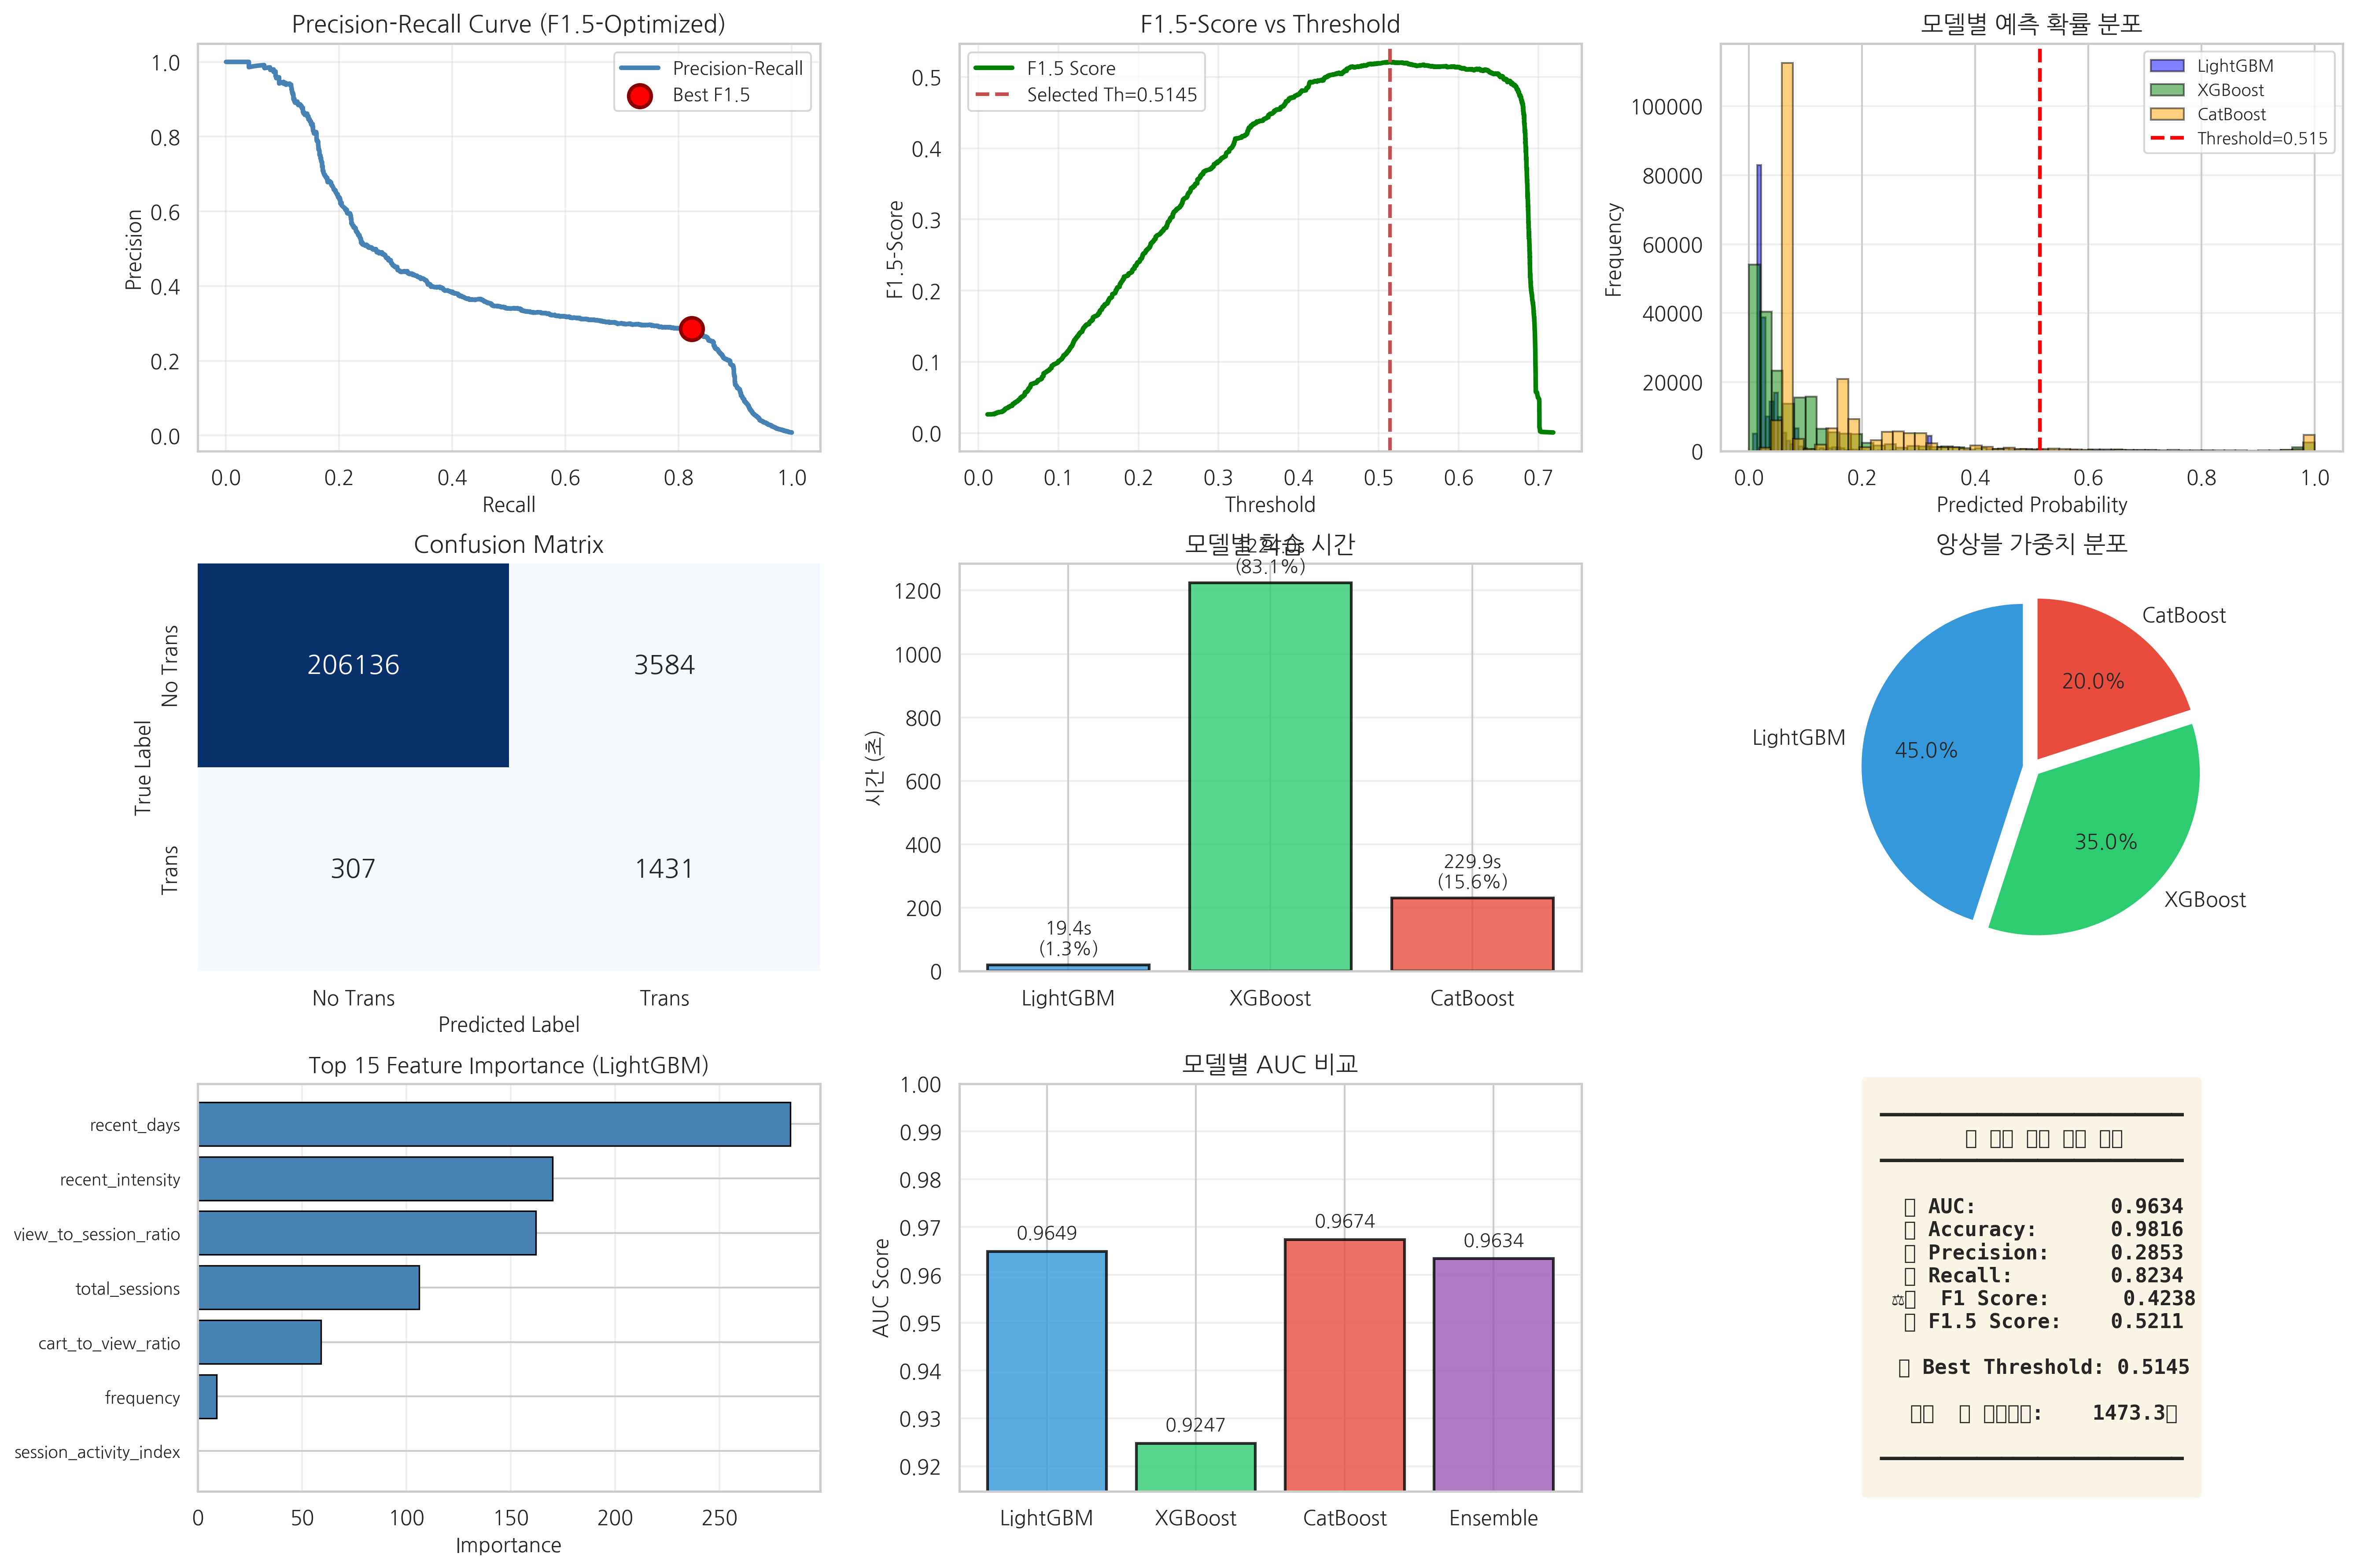 Precision-Recall Curve (F1.5-Optimized)
Precision
1.0
0.8
0.6
0.4
0.2
0.0
Precision-Recall
Best F1.5
0.0 0.2 0.4 0.6 0.8 1.0
Recall
F1.5-Score vs Threshold
F1.5-Score
0.5
0.4
0.3
0.2
0.1
0.0
F1.5 Score
Selected Th=0.5145
0.0 0.1 0.2 0.3 0.4 0.5 0.6 0.7
Threshold
모델별 예측 확률 분포
Frequency
100000
80000
60000
40000
20000
0
LightGBM
XGBoost
CatBoost
Threshold=0.515
0.0 0.2 0.4 0.6 0.8 1.0
Predicted Probability
Confusion Matrix
True Label
No Trans
Trans
206136 3584
307 1431
No Trans Trans
Predicted Label
모델별 학습 시간
시간 (초)
1200
1000
800
600
400
200
0
19.4s
(1.3%)
(83.1%)
229.9s
(15.6%)
LightGBM XGBoost CatBoost
앙상블 가중치 분포
CatBoost
20.0%
LightGBM
45.0%
35.0%
XGBoost
Top 15 Feature Importance (LightGBM)
recent_days
recent_intensity
view_to_session_ratio
total_sessions
cart_to_view_ratio
frequency
session_activity_index
0 50 100 150 200 250
Importance
모델별 AUC 비교
AUC Score
1.00
0.99
0.98
0.97
0.96
0.95
0.94
0.93
0.92
0.9649
0.9247
0.9674
0.9634
LightGBM XGBoost CatBoost Ensemble
AUC: 0.9634
Accuracy: 0.9816
Precision: 0.2853
Recall: 0.8234
⚖ F1 Score: 0.4238
F1.5 Score: 0.5211
Best Threshold: 0.5145
: 1473.3